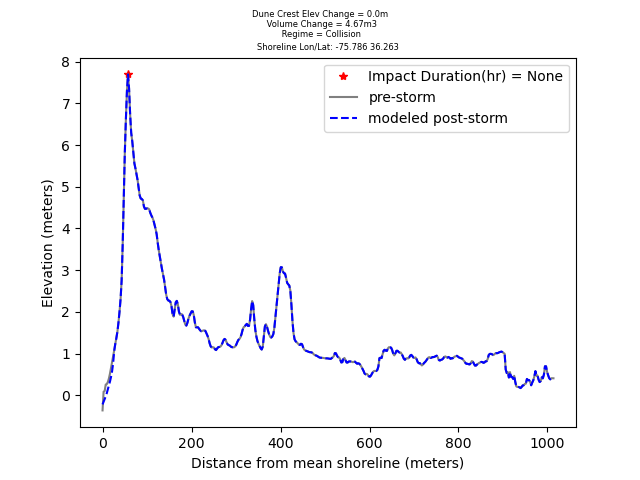 Dune Crest Elev Change = 0.0m
Volume Change = 4.67m3
Regime = Collision
Shoreline Lon/Lat: -75.786 36.263
Impact Duration(hr) = None
pre-storm
modeled post-storm
Elevation (meters)
8
7
6
5
4
3
2
1
0
0 200 400 600 800 1000
Distance from mean shoreline (meters)